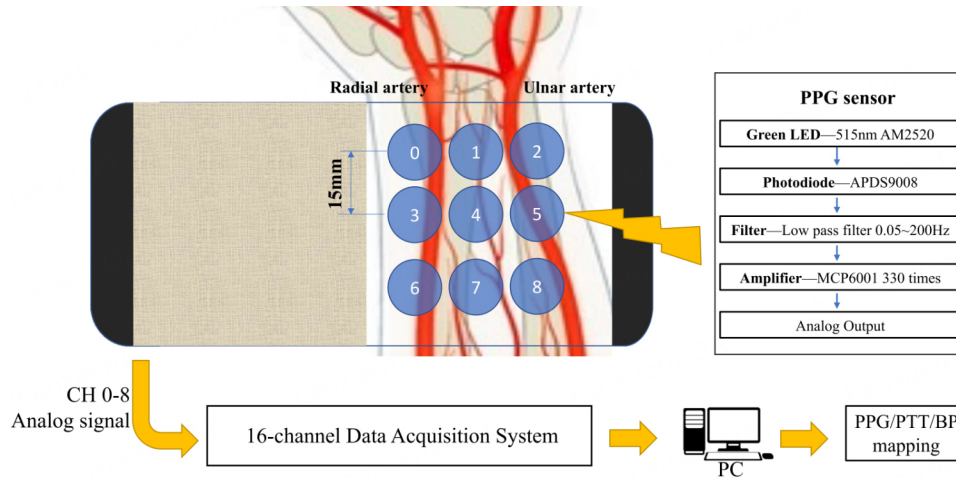 Radial artery
Ulnar artery
0
1
2
15mm
3
4
5
6
7
8
PPG sensor
Green LED—515nm AM2520
Photodiode—APDS9008
Filter—Low pass filter 0.05~200Hz
Amplifier—MCP6001 330 times
Analog Output
CH 0-8
Analog signal
16-channel Data Acquisition System
PC
PPG/PTT/BP
mapping